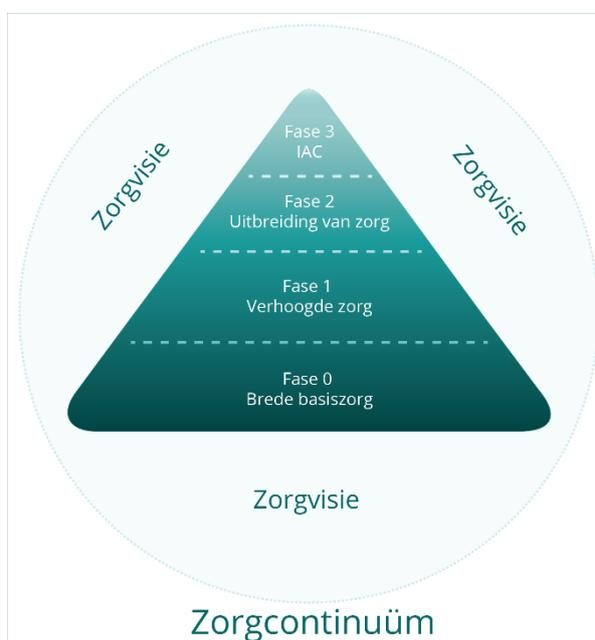 Fase 3
IAC
Zorgvisie
Zorgvisie
Fase 2
Uitbreiding van zorg
Fase 1
Verhoogde zorg
Fase 0
Brede basiszorg
Zorgvisie
Zorgcontinuüm